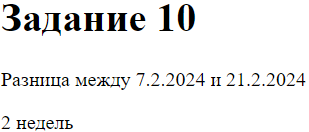 Задание 10
Разница между 7.2.2024 и 21.2.2024
2 недель